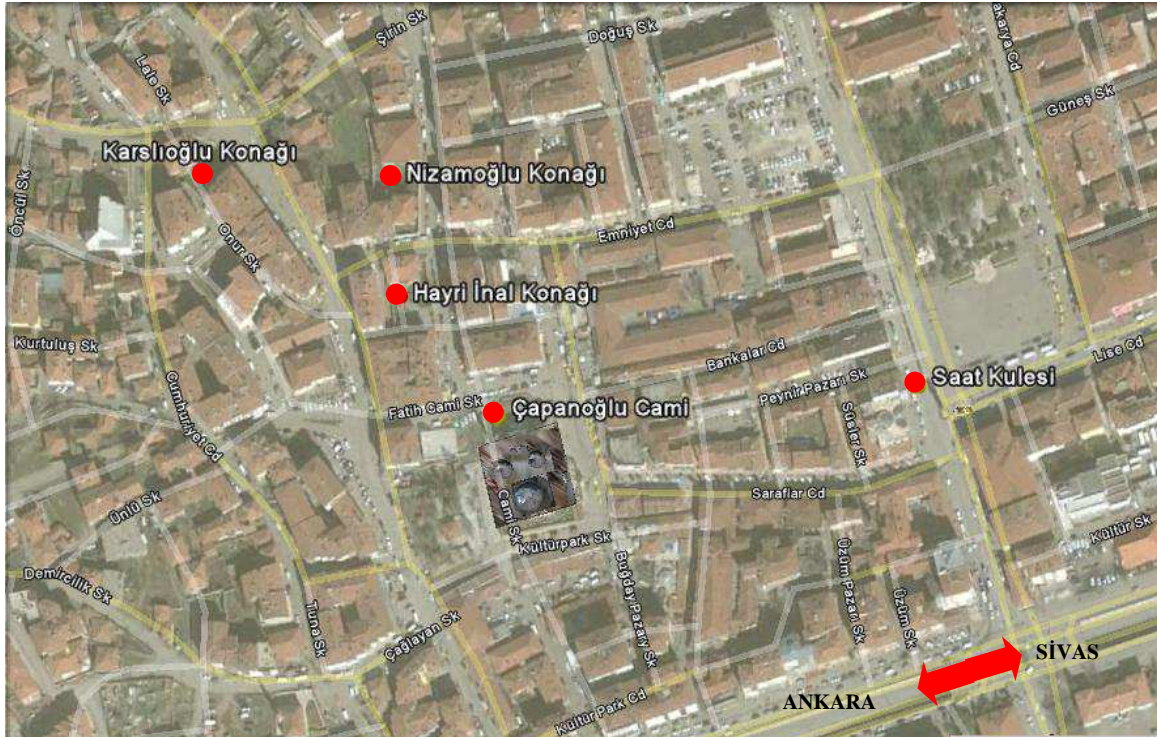 Şirin Sk
Doğuş Sk
akarya Cd
Lale Sk
Güneş Sk
Karslıoğlu Konağı
Nizamoğlu Konağı
Öncül Sk
Onur Sk
Emniyet Cd
Hayri İnal Konağı
Kurtuluş Sk
Bankalar Cd
Lise Cd
Peynir Pazarı Sk
Saat Kulesi
Cumhuriyet Cd
Fatih Cami Sk
Çapanoğlu Cami
Süsler Sk
Saraflar Cd
Ünlü Sk
Cami Sk
Kültürpark Sk
Kültür Sk
Demircilik Sk
Tuna Sk
Çağlayan Sk
Buğday Pazarı Sk
Üzüm Pazarı Sk
Üzüm Sk
SİVAS
ANKARA
Kültür Park Cd